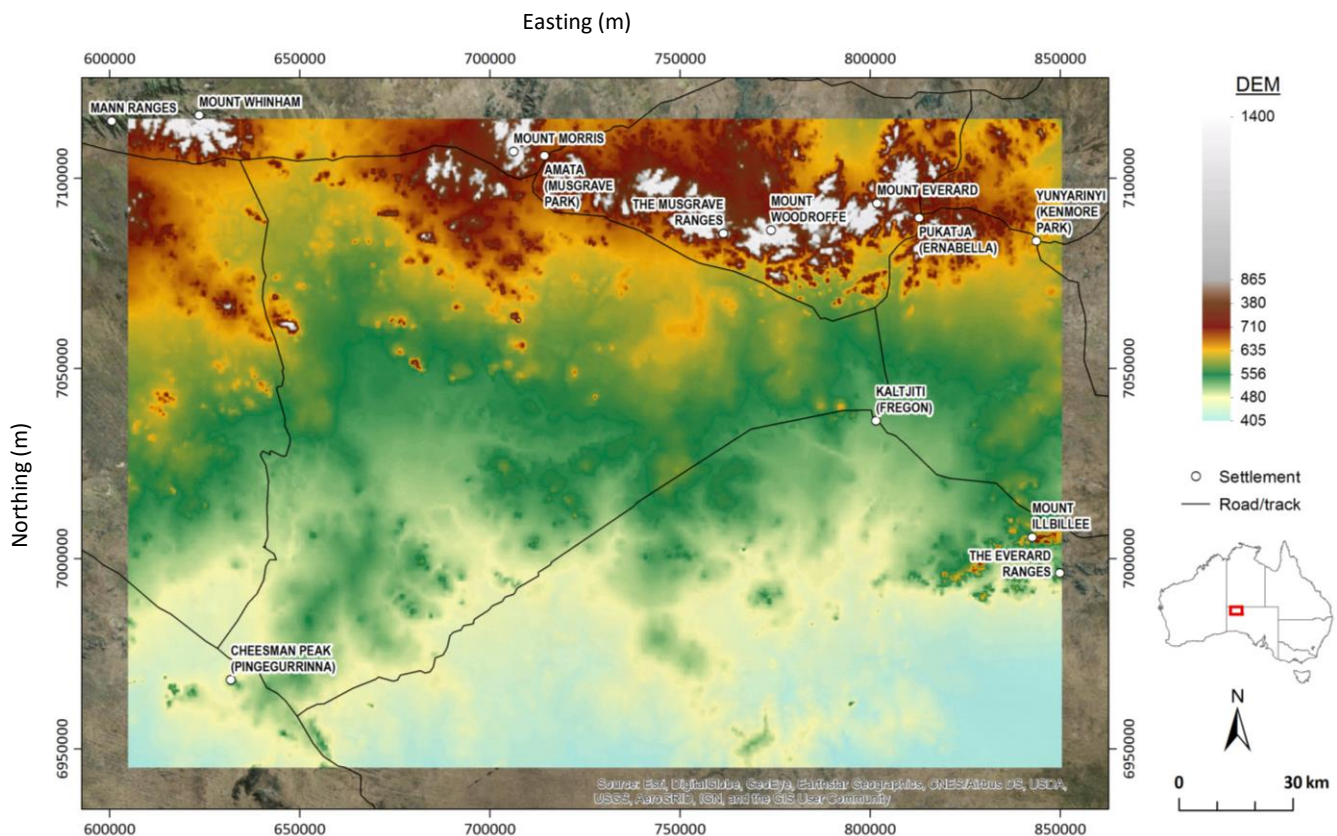 Easting (m)
600000
650000
700000
750000
800000
850000
DEM
1400
865
380
710
635
556
480
405
MANN RANGES
MOUNT WHINHAM
MOUNT MORRIS
AMATA
(MUSGRAVE
PARK)
THE MUSGRAVE
RANGES
MOUNT
WOODROFFE
MOUNT EVERARD
PUKATJA
(ERNABELLA)
YUNYARINYI
(KENMORE
PARK)
KALTJITI
(FREGON)
MOUNT
ILLBILLEE
THE EVERARD
RANGES
CHEESMAN PEAK
(PINGEGURRINNA)
Northing (m)
7100000
7050000
7000000
6950000
7100000
7050000
7000000
6950000
Settlement
Road/track
N
0 30 km
Source: Esri, DigitalGlobe, GeoEye, Earthstar Geographics, CNES/Airbus DS, USDA,
USGS, AeroGRID, IGN, and the GIS User Community
600000
650000
700000
750000
800000
850000